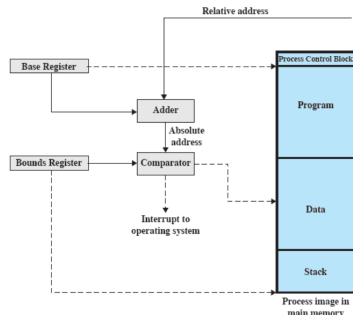 Relative address
Process Control Block
Base Register
Program
Adder
Absolute
address
Bounds Register
Comparator
Data
Interrupt to
operating system
Stack
Process image in
main memory